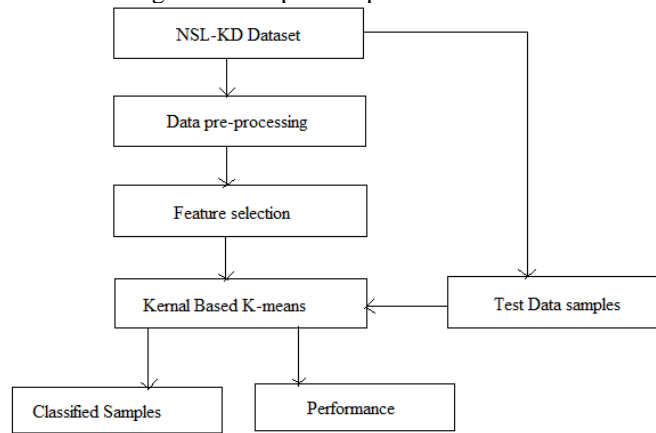 NSL-KD Dataset
Data pre-processing
Feature selection
Kernal Based K-means
Test Data samples
Classified Samples
Performance